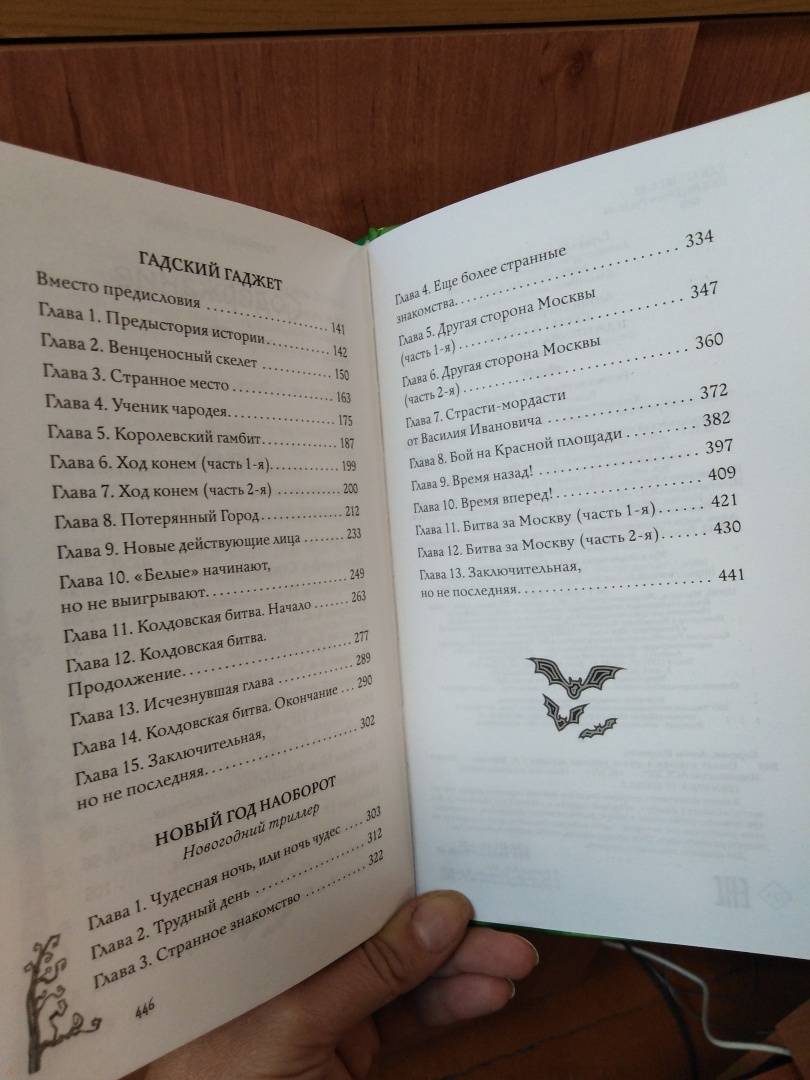 ГАДСКИЙ ГАДЖЕТ
Вместо предисловия . . . . . . . . . . . . . . . . . 141
Глава 1. Предыстория истории. . . . . . . . . . 142
Глава 2. Венценосный скелет . . . . . . . . . . . 150
Глава 3. Странное место . . . . . . . . . . . . . . 163
Глава 4. Ученик чародея. . . . . . . . . . . . . . . 175
Глава 5. Королевский гамбит. . . . . . . . . . . 187
Глава 6. Ход конем (часть 1-я). . . . . . . . . . 199
Глава 7. Ход конем (часть 2-я) . . . . . . . . . 200
Глава 8. Потерянный Город. . . . . . . . . . . . 212
Глава 9. Новые действующие лица . . . . . . 233
Глава 10. «Белые» начинают,
но не выигрывают. . . . . . . . . . . . . . . . . . . 249
Глава 11. Колдовская битва. Начало . . . . . 263
Глава 12. Колдовская битва.
Продолжение. . . . . . . . . . . . . . . . . . . . . . 277
Глава 13. Исчезнувшая глава . . . . . . . . . . 289
Глава 14. Колдовская битва. Окончание . . . 290
Глава 15. Заключительная,
но не последняя. . . . . . . . . . . . . . . . . . . . 302
НОВЫЙ ГОД НАОБОРОТ
Новогодний триллер
Глава 1. Чудесная ночь, или ночь чудес . . . . 303
Глава 2. Трудный день . . . . . . . . . . . . . . . 312
Глава 3. Странное знакомство . . . . . . . . . . 322
446
Глава 4. Еще более странные
знакомства. . . . . . . . . . . . . . . . . . . . . . . 334
Глава 5. Другая сторона Москвы
(часть 1-я) . . . . . . . . . . . . . . . . . . . . . . . 347
Глава 6. Другая сторона Москвы
(часть 2-я) . . . . . . . . . . . . . . . . . . . . . . . 360
Глава 7. Страсти-мордасти
от Василия Ивановича . . . . . . . . . . . . . . . 372
Глава 8. Бой на Красной площади . . . . . . . . 382
Глава 9. Время назад! . . . . . . . . . . . . . . . . 397
Глава 10. Время вперед! . . . . . . . . . . . . . . 409
Глава 11. Битва за Москву (часть 1-я). . . . . . 421
Глава 12. Битва за Москву (часть 2-я). . . . . . 430
Глава 13. Заключительная,
но не последняя. . . . . . . . . . . . . . . . . . . . 441